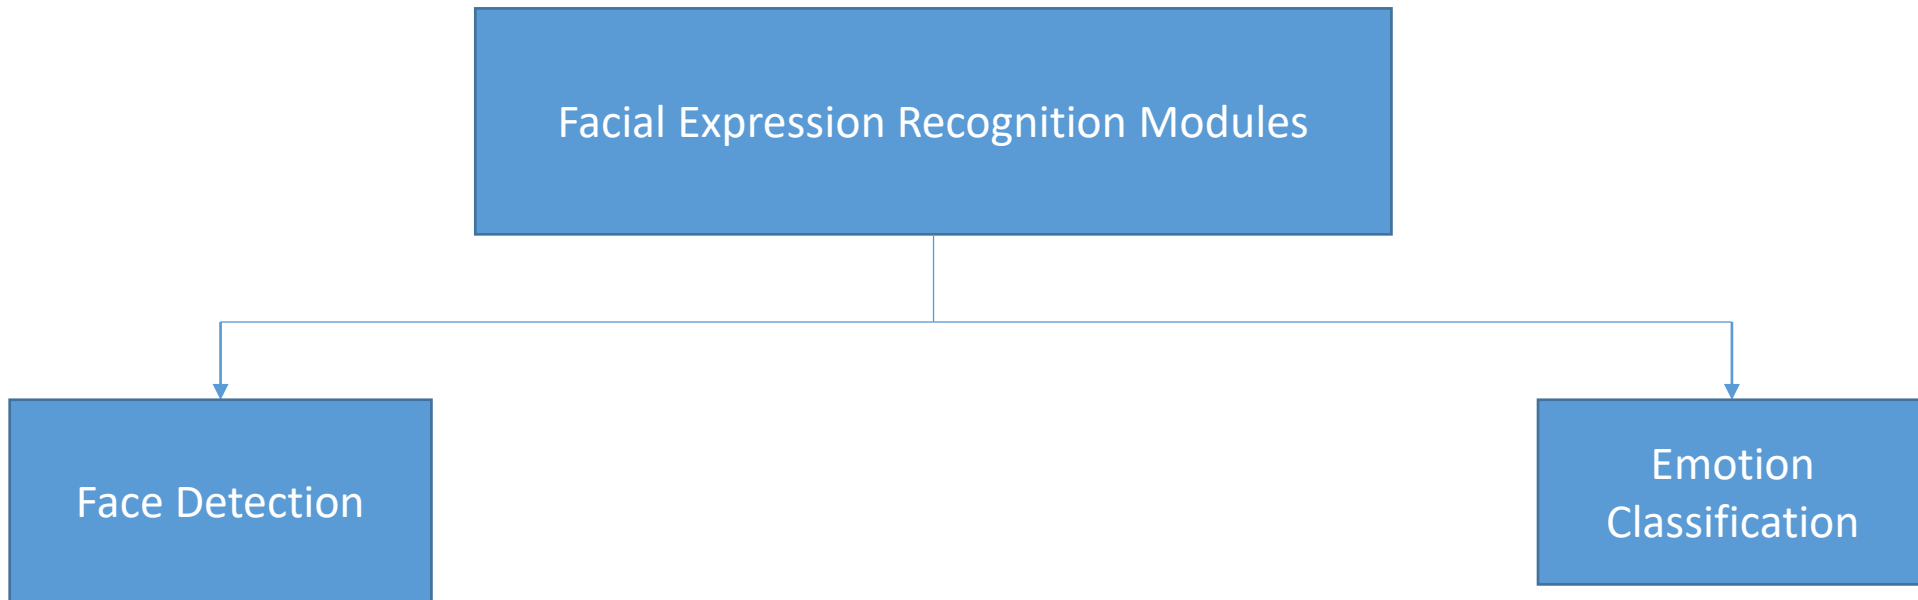 Facial Expression Recognition Modules
Face Detection
Emotion
Classification